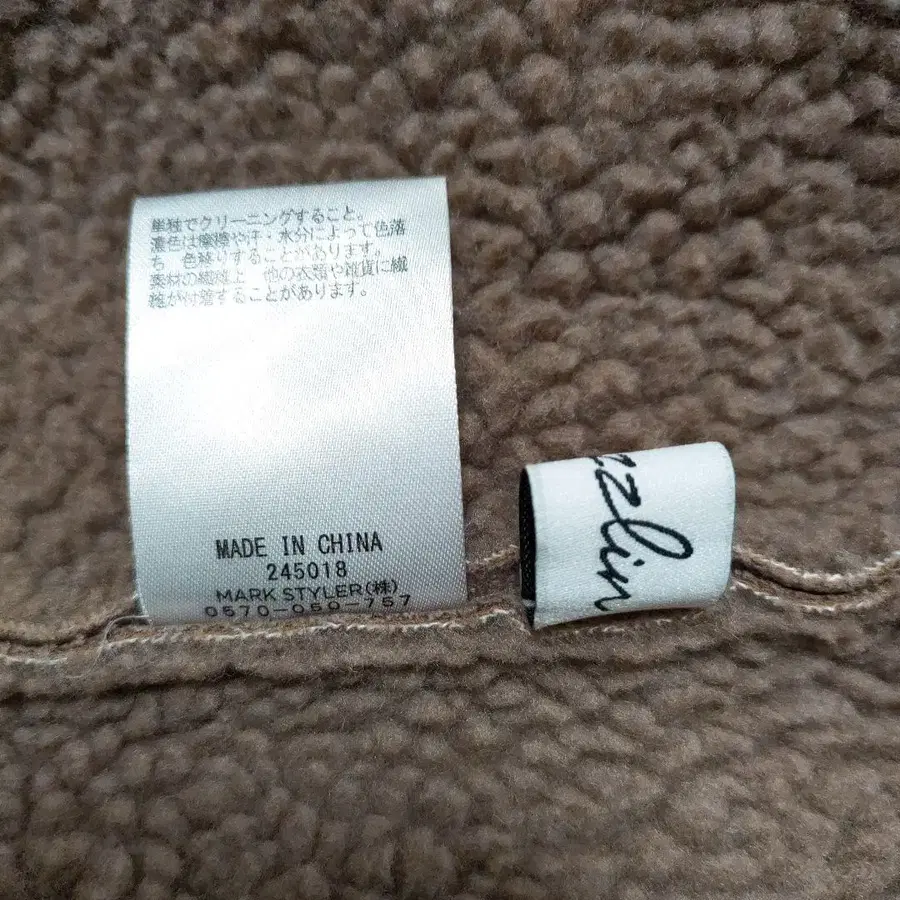 単独でクリーニングすること。
濃色は摩擦や汗、水分によって色落
ち 色移りすることがあります。
素材の繊維上、他の衣類や雑貨に繊
維が付着することがあります。
MADE IN CHINA
245018
MARK STYLER(株)
0570-050-757
zzlin